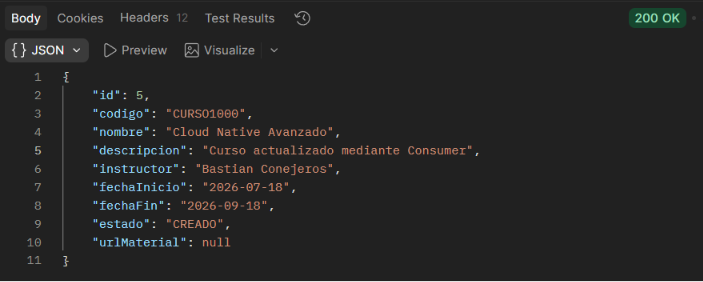 Body Cookies Headers 12 Test Results 200 OK
{} JSON Preview Visualize
1 {
2 "id": 5,
3 "codigo": "CURSO1000",
4 "nombre": "Cloud Native Avanzado",
5 "descripcion": "Curso actualizado mediante Consumer",
6 "instructor": "Bastian Conejeros",
7 "fechaInicio": "2026-07-18",
8 "fechaFin": "2026-09-18",
9 "estado": "CREADO",
10 "urlMaterial": null
11 }